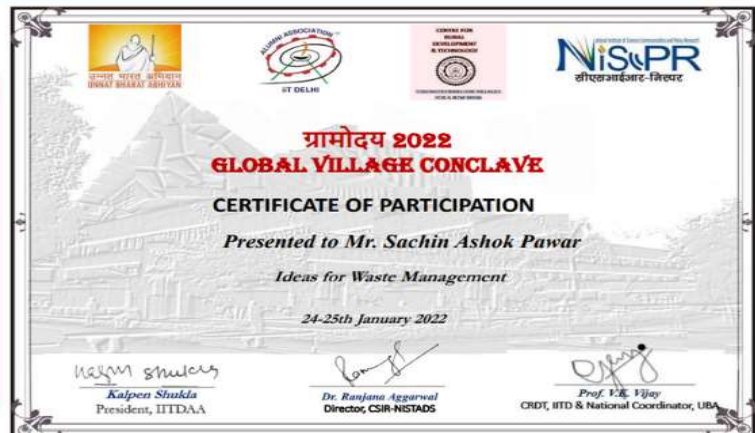 उन्नत भारत अभियान
UNNAT BHARAT ABHIYAN
ALUMNI ASSOCIATION
IIT DELHI
CENTRE FOR
RURAL
DEVELOPMENT
& TECHNOLOGY
NISCPR
सीएसआईआर-निस्पर
ग्रामोदय 2022
GLOBAL VILLAGE CONCLAVE
CERTIFICATE OF PARTICIPATION
Presented to Mr. Sachin Ashok Pawar
Ideas for Waste Management
24-25th January 2022
Kalpen Shukla
Kalpen Shukla
President, IITDAA
Dr. Ranjana Aggarwal
Director, CSIR-NISTADS
Prof. V.K. Vijay
CRDT, IITD & National Coordinator, UBA